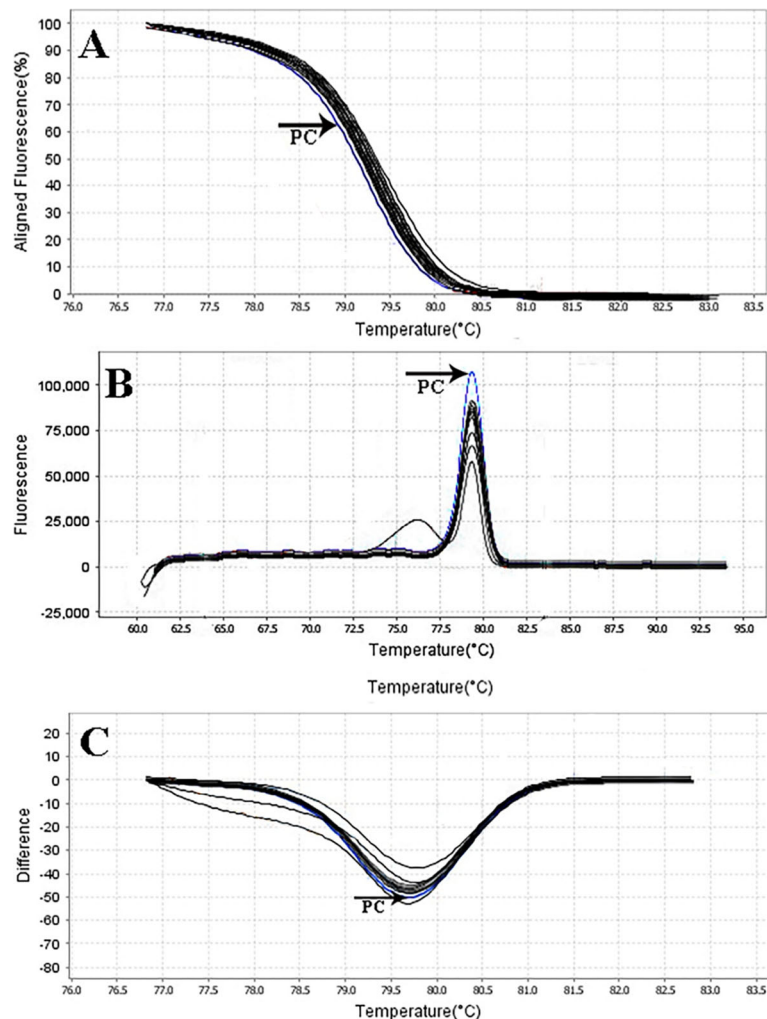 A
Aligned Fluorescence(%)
100
90
80
70
60
50
40
30
20
10
0
PC
76.0 76.5 77.0 77.5 78.0 78.5 79.0 79.5 80.0 80.5 81.0 81.5 82.0 82.5 83.0 83.5
Temperature(°C)
B
Fluorescence
100,000
75,000
50,000
25,000
0
-25,000
PC
60.0 62.5 65.0 67.5 70.0 72.5 75.0 77.5 80.0 82.5 85.0 87.5 90.0 92.5 95.0
Temperature(°C)
Temperature(°C)
C
Difference
20
10
0
-10
-20
-30
-40
-50
-60
-70
-80
PC
76.0 76.5 77.0 77.5 78.0 78.5 79.0 79.5 80.0 80.5 81.0 81.5 82.0 82.5 83.0 83.5
Temperature(°C)